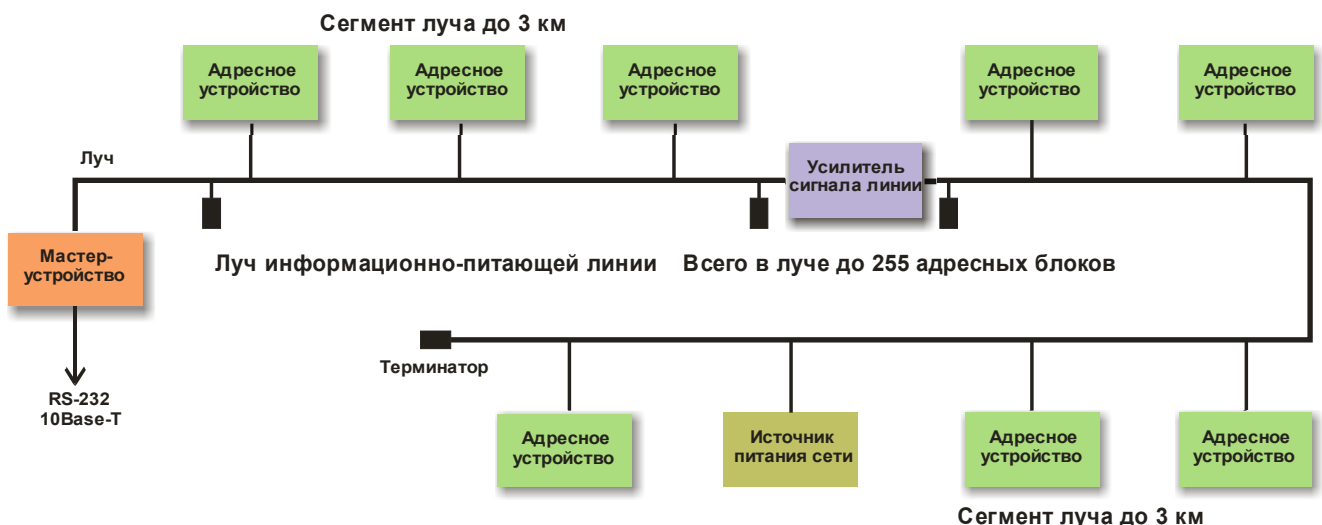 Сегмент луча до 3 км
Адресное
устройство
Адресное
устройство
Адресное
устройство
Адресное
устройство
Адресное
устройство
Луч
Усилитель
сигнала линии
Мастер-
устройство
Луч информационно-питающей линии
Всего в луче до 255 адресных блоков
Терминатор
RS-232
10Base-T
Адресное
устройство
Источник
питания сети
Адресное
устройство
Адресное
устройство
Сегмент луча до 3 км